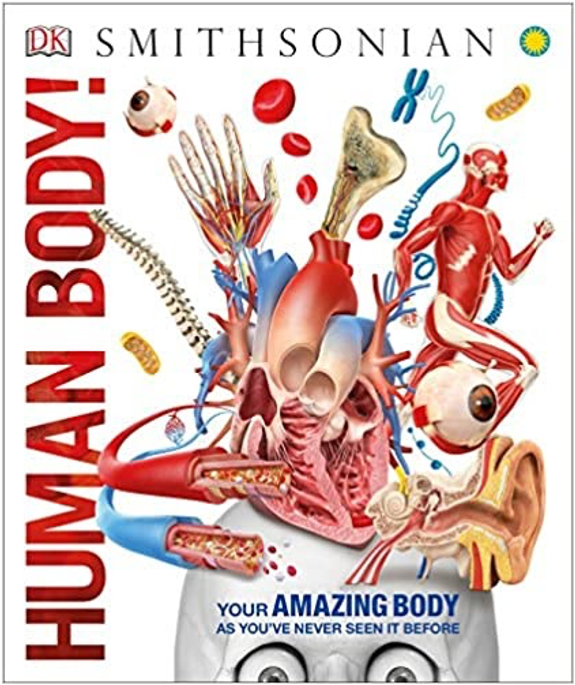 DK
SMITHSONIAN
HUMAN BODY!
YOUR AMAZING BODY
AS YOU'VE NEVER SEEN IT BEFORE